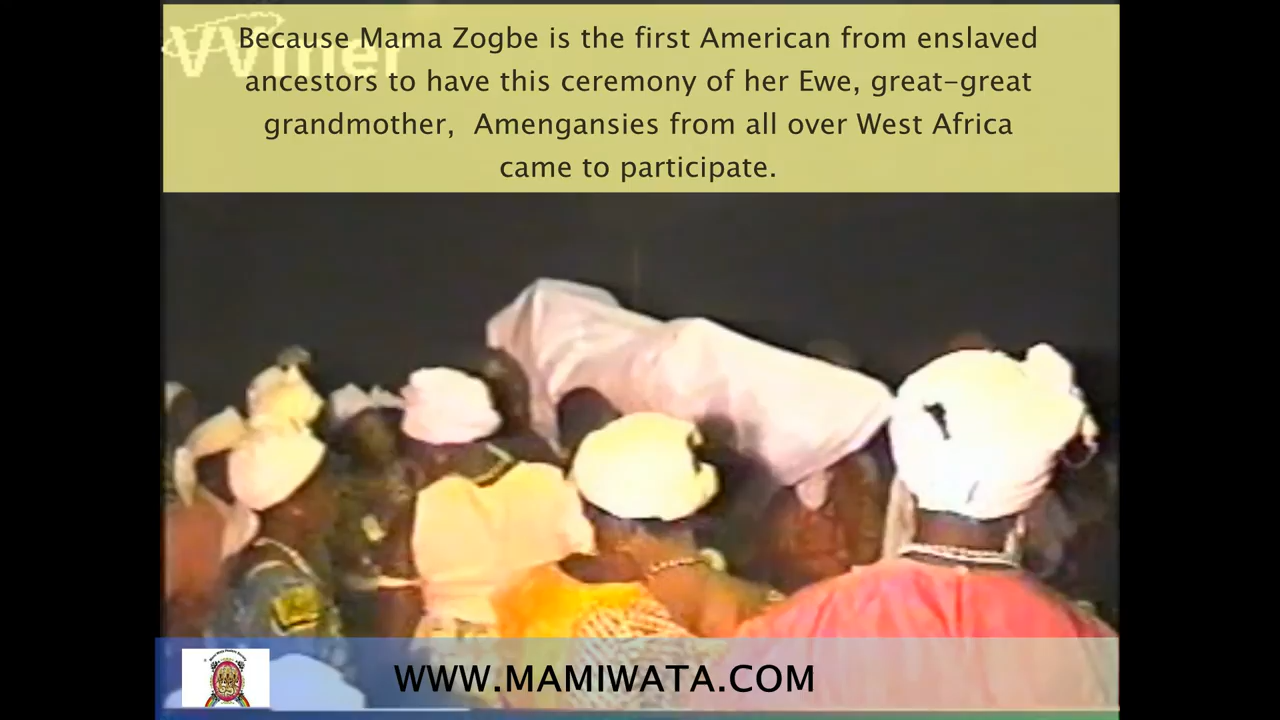 Because Mama Zogbe is the first American from enslaved
ancestors to have this ceremony of her Ewe, great-great
grandmother,  Amengansies from all over West Africa
came to participate.
WWW.MAMIWATA.COM